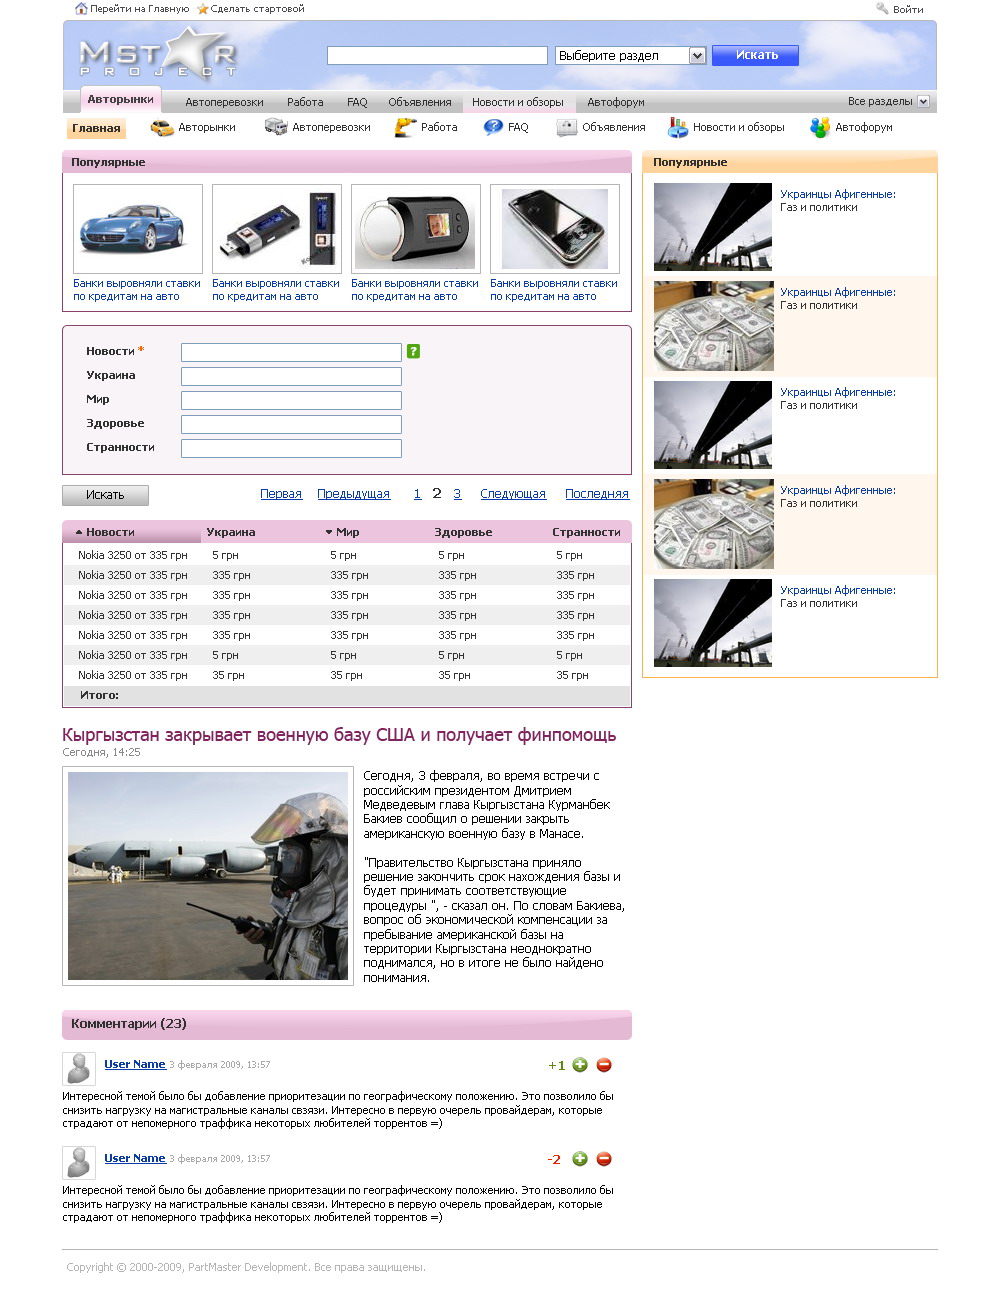 Перейти на Главную Сделать стартовой Войти
Mstar
PROJECT
Выберите раздел Искать
Авторынки Автоперевозки Работа FAQ Объявления Новости и обзоры Автофорум Все разделы
Главная Авторынки Автоперевозки Работа FAQ Объявления Новости и обзоры Автофорум
Популярные
Банки выровняли ставки Банки выровняли ставки Банки выровняли ставки Банки выровняли ставки
по кредитам на авто по кредитам на авто по кредитам на авто по кредитам на авто
Новости *
Украина
Мир
Здоровье
Странности
Искать Первая Предыдущая 1 2 3 Следующая Последняя
Новости Украина Мир Здоровье Странности
Nokia 3250 от 335 грн 5 грн 5 грн 5 грн 5 грн
Nokia 3250 от 335 грн 335 грн 335 грн 335 грн 335 грн
Nokia 3250 от 335 грн 335 грн 335 грн 335 грн 335 грн
Nokia 3250 от 335 грн 335 грн 335 грн 335 грн 335 грн
Nokia 3250 от 335 грн 335 грн 335 грн 335 грн 335 грн
Nokia 3250 от 335 грн 5 грн 5 грн 5 грн 5 грн
Nokia 3250 от 335 грн 35 грн 35 грн 35 грн 35 грн
Итого:
Популярные
Украинцы Афигенные:
Газ и политики
Украинцы Афигенные:
Газ и политики
Украинцы Афигенные:
Газ и политики
Украинцы Афигенные:
Газ и политики
Украинцы Афигенные:
Газ и политики
Кыргызстан закрывает военную базу США и получает финпомощь
Сегодня, 14:25
Сегодня, 3 февраля, во время встречи с
российским президентом Дмитрием
Медведевым глава Кыргызстана Курманбек
Бакиев сообщил о решении закрыть
американскую военную базу в Манасе.
"Правительство Кыргызстана приняло
решение закончить срок нахождения базы и
будет принимать соответствующие
процедуры ", - сказал он. По словам Бакиева,
вопрос об экономической компенсации за
пребывание американской базы на
территории Кыргызстана неоднократно
поднимался, но в итоге не было найдено
понимания.
Комментарии (23)
User Name 3 февраля 2009, 13:57 +1
Интересной темой было бы добавление приоритезации по географическому положению. Это позволило бы
снизить нагрузку на магистральные каналы свзязи. Интересно в первую очерель провайдерам, которые
страдают от непомерного траффика некоторых любителей торрентов =)
User Name 3 февраля 2009, 13:57 -2
Интересной темой было бы добавление приоритезации по географическому положению. Это позволило бы
снизить нагрузку на магистральные каналы свзязи. Интересно в первую очерель провайдерам, которые
страдают от непомерного траффика некоторых любителей торрентов =)
Copyright © 2000-2009, PartMaster Development. Все права защищены.